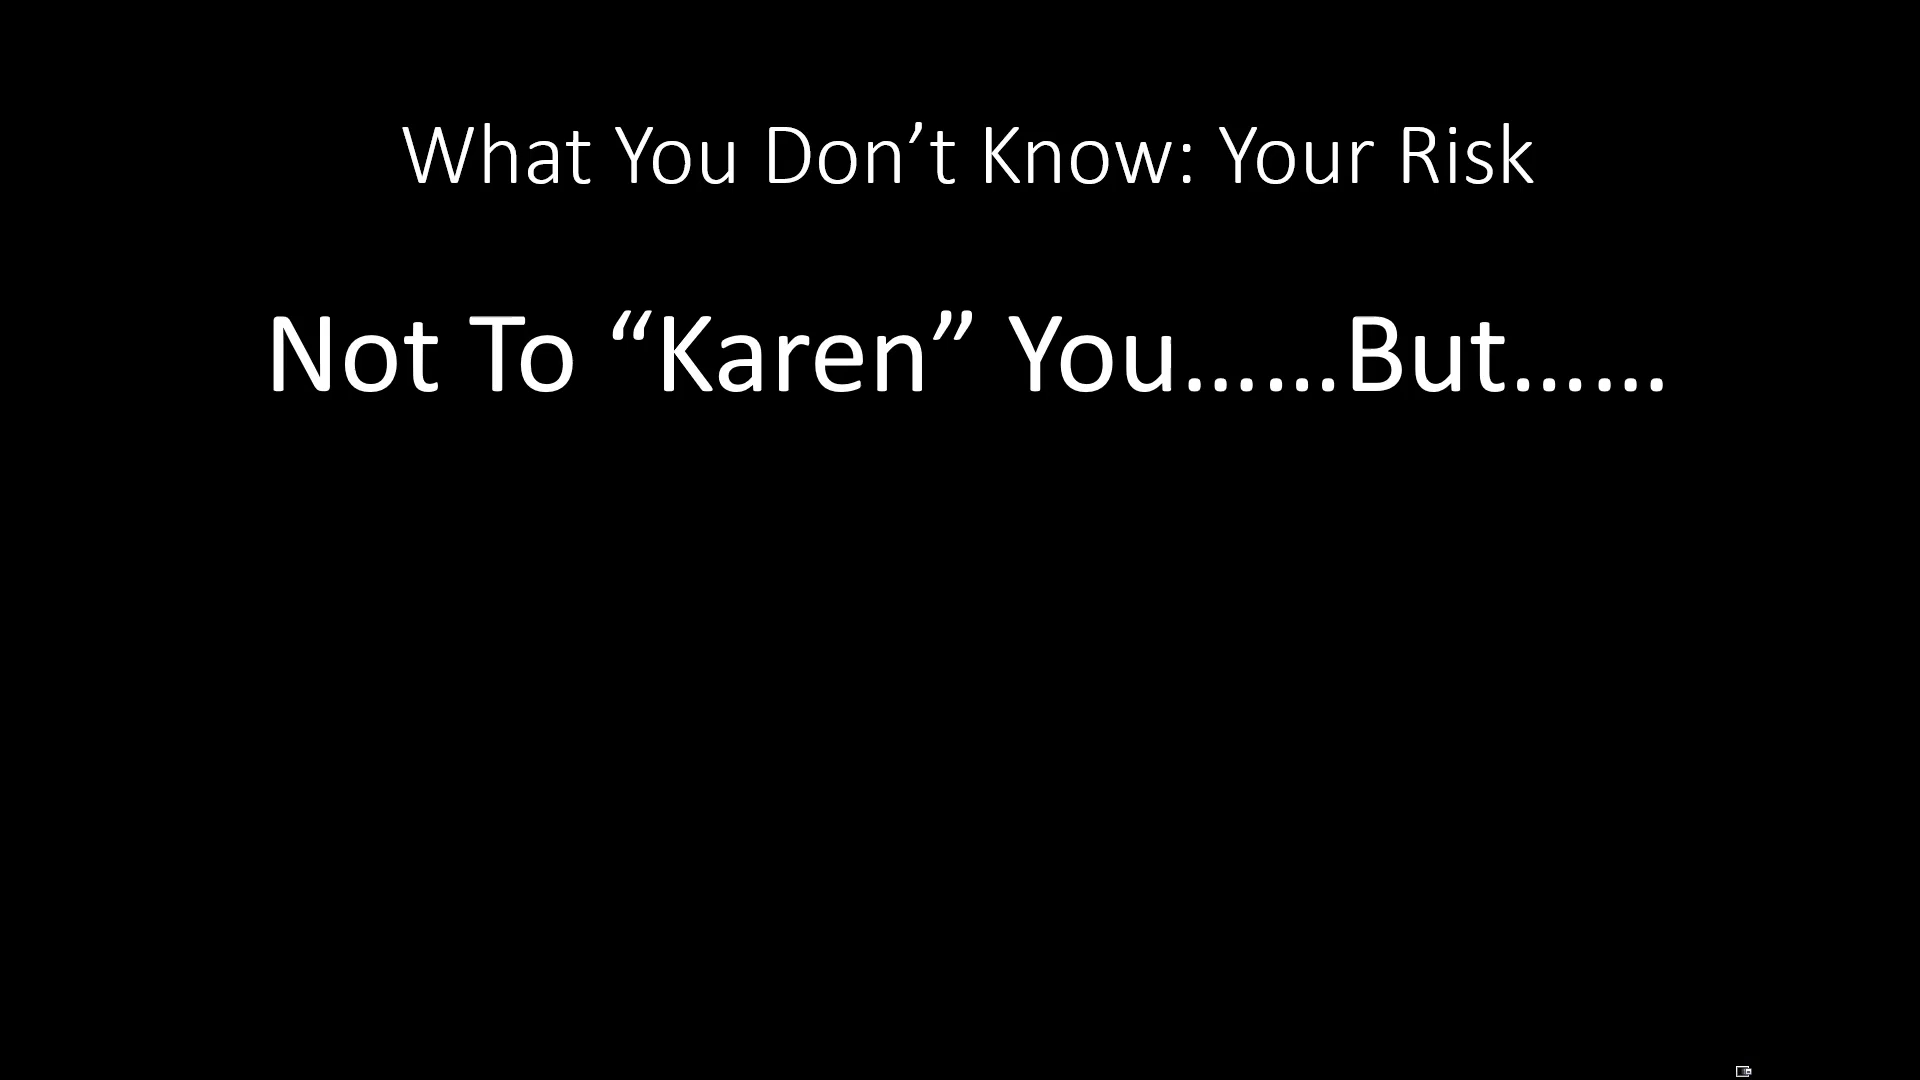 What You Don’t Know: Your Risk
Not To “Karen” You……But……